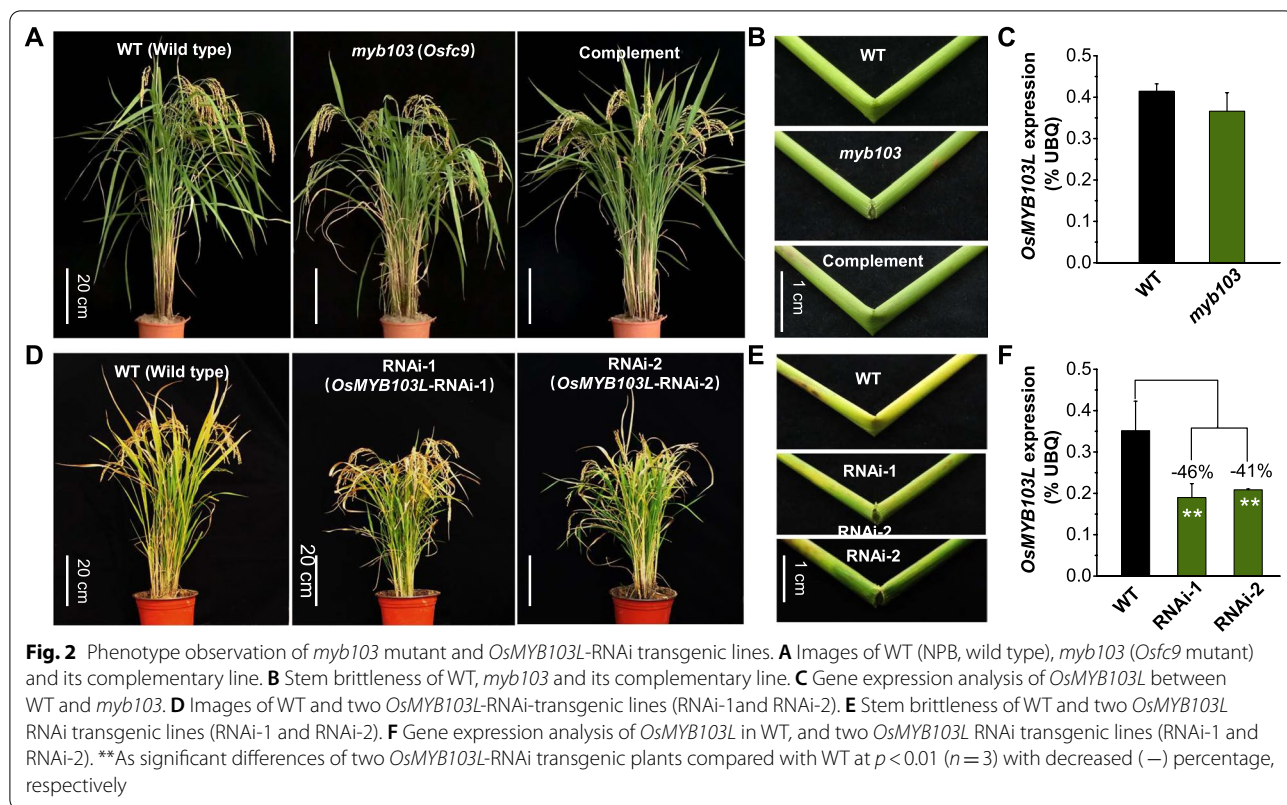 A
WT (Wild type)
myb103 (Osfc9)
Complement
20 cm
B
WT
myb103
Complement
1 cm
C
OsMYB103L expression
(% UBQ)
0.5
0.4
0.3
0.2
0.1
0.0
WT
myb103
D
WT (Wild type)
RNAi-1
(OsMYB103L-RNAi-1)
RNAi-2
(OsMYB103L-RNAi-2)
20 cm
20 cm
E
WT
RNAi-1
RNAi-2
RNAi-2
1 cm
F
OsMYB103L expression
(% UBQ)
0.5
0.4
0.3
0.2
0.1
0.0
-46%
-41%
**
**
WT
RNAi-1
RNAi-2
Fig. 2 Phenotype observation of myb103 mutant and OsMYB103L-RNAi transgenic lines. A Images of WT (NPB, wild type), myb103 (Osfc9 mutant)
and its complementary line. B Stem brittleness of WT, myb103 and its complementary line. C Gene expression analysis of OsMYB103L between
WT and myb103. D Images of WT and two OsMYB103L-RNAi-transgenic lines (RNAi-1and RNAi-2). E Stem brittleness of WT and two OsMYB103L
RNAi transgenic lines (RNAi-1 and RNAi-2). F Gene expression analysis of OsMYB103L in WT, and two OsMYB103L RNAi transgenic lines (RNAi-1 and
RNAi-2). **As significant differences of two OsMYB103L-RNAi transgenic plants compared with WT at p < 0.01 (n = 3) with decreased (−) percentage,
respectively